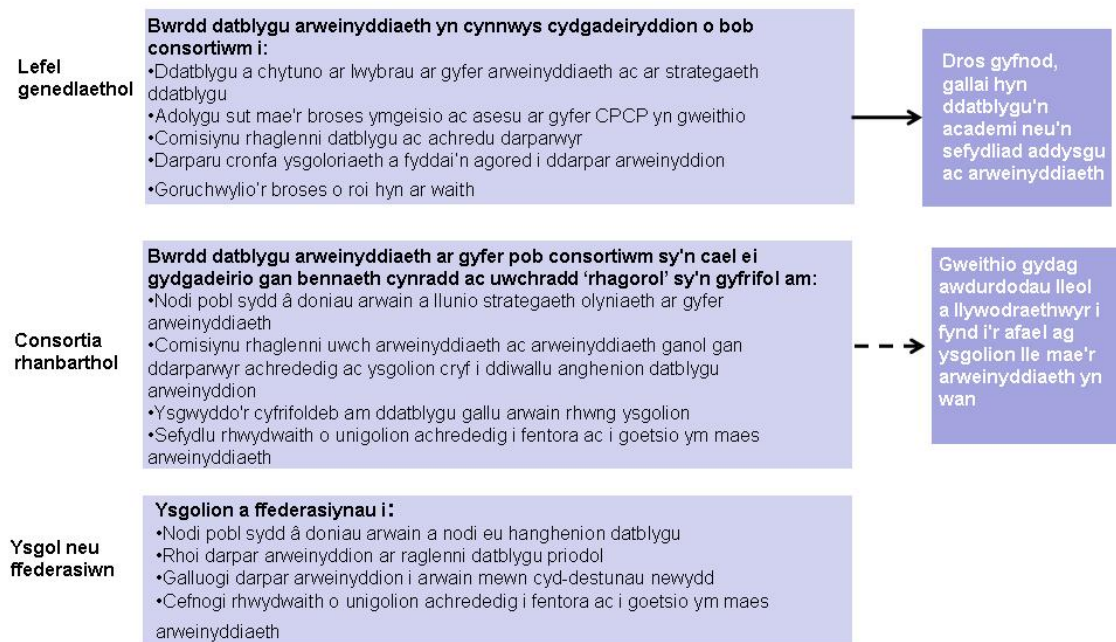 Lefel
genedlaethol
Bwrdd datblygu arweinyddiaeth yn cynnwys cydgadeiryddion o bob
consortiwm i:
•Ddatblygu a chytuno ar lwybrau ar gyfer arweinyddiaeth ac ar strategaeth
ddatblygu
•Adolygu sut mae'r broses ymgeisio ac asesu ar gyfer CPCP yn gweithio
•Comisiynu rhaglenni datblygu ac achredu darparwyr
•Darparu cronfa ysgoloriaeth a fyddai'n agored i ddarpar arweinyddion
•Goruchwylio'r broses o roi hyn ar waith
Dros gyfnod,
gallai hyn
ddatblygu'n
academi neu'n
sefydliad addysgu
ac arweinyddiaeth
Consortia
rhanbarthol
Bwrdd datblygu arweinyddiaeth ar gyfer pob consortiwm sy'n cael ei
gydgadeirio gan bennaeth cynradd ac uwchradd ‘rhagorol’ sy'n gyfrifol am:
•Nodi pobl sydd â doniau arwain a llunio strategaeth olyniaeth ar gyfer
arweinyddiaeth
•Comisiynu rhaglenni uwch arweinyddiaeth ac arweinyddiaeth ganol gan
ddarparwyr achrededig ac ysgolion cryf i ddiwallu anghenion datblygu
arweinyddion
•Ysgwyddo'r cyfrifoldeb am ddatblygu gallu arwain rhwng ysgolion
•Sefydlu rhwydwaith o unigolion achrededig i fentora ac i goetsio ym maes
arweinyddiaeth
Gweithio gydag
awdurdodau lleol
a llywodraethwyr i
fynd i'r afael ag
ysgolion lle mae'r
arweinyddiaeth yn
wan
Ysgol neu
ffederasiwn
Ysgolion a ffederasiynau i:
•Nodi pobl sydd â doniau arwain a nodi eu hanghenion datblygu
•Rhoi darpar arweinyddion ar raglenni datblygu priodol
•Galluogi darpar arweinyddion i arwain mewn cyd-destunau newydd
•Cefnogi rhwydwaith o unigolion achrededig i fentora ac i goetsio ym maes
arweinyddiaeth